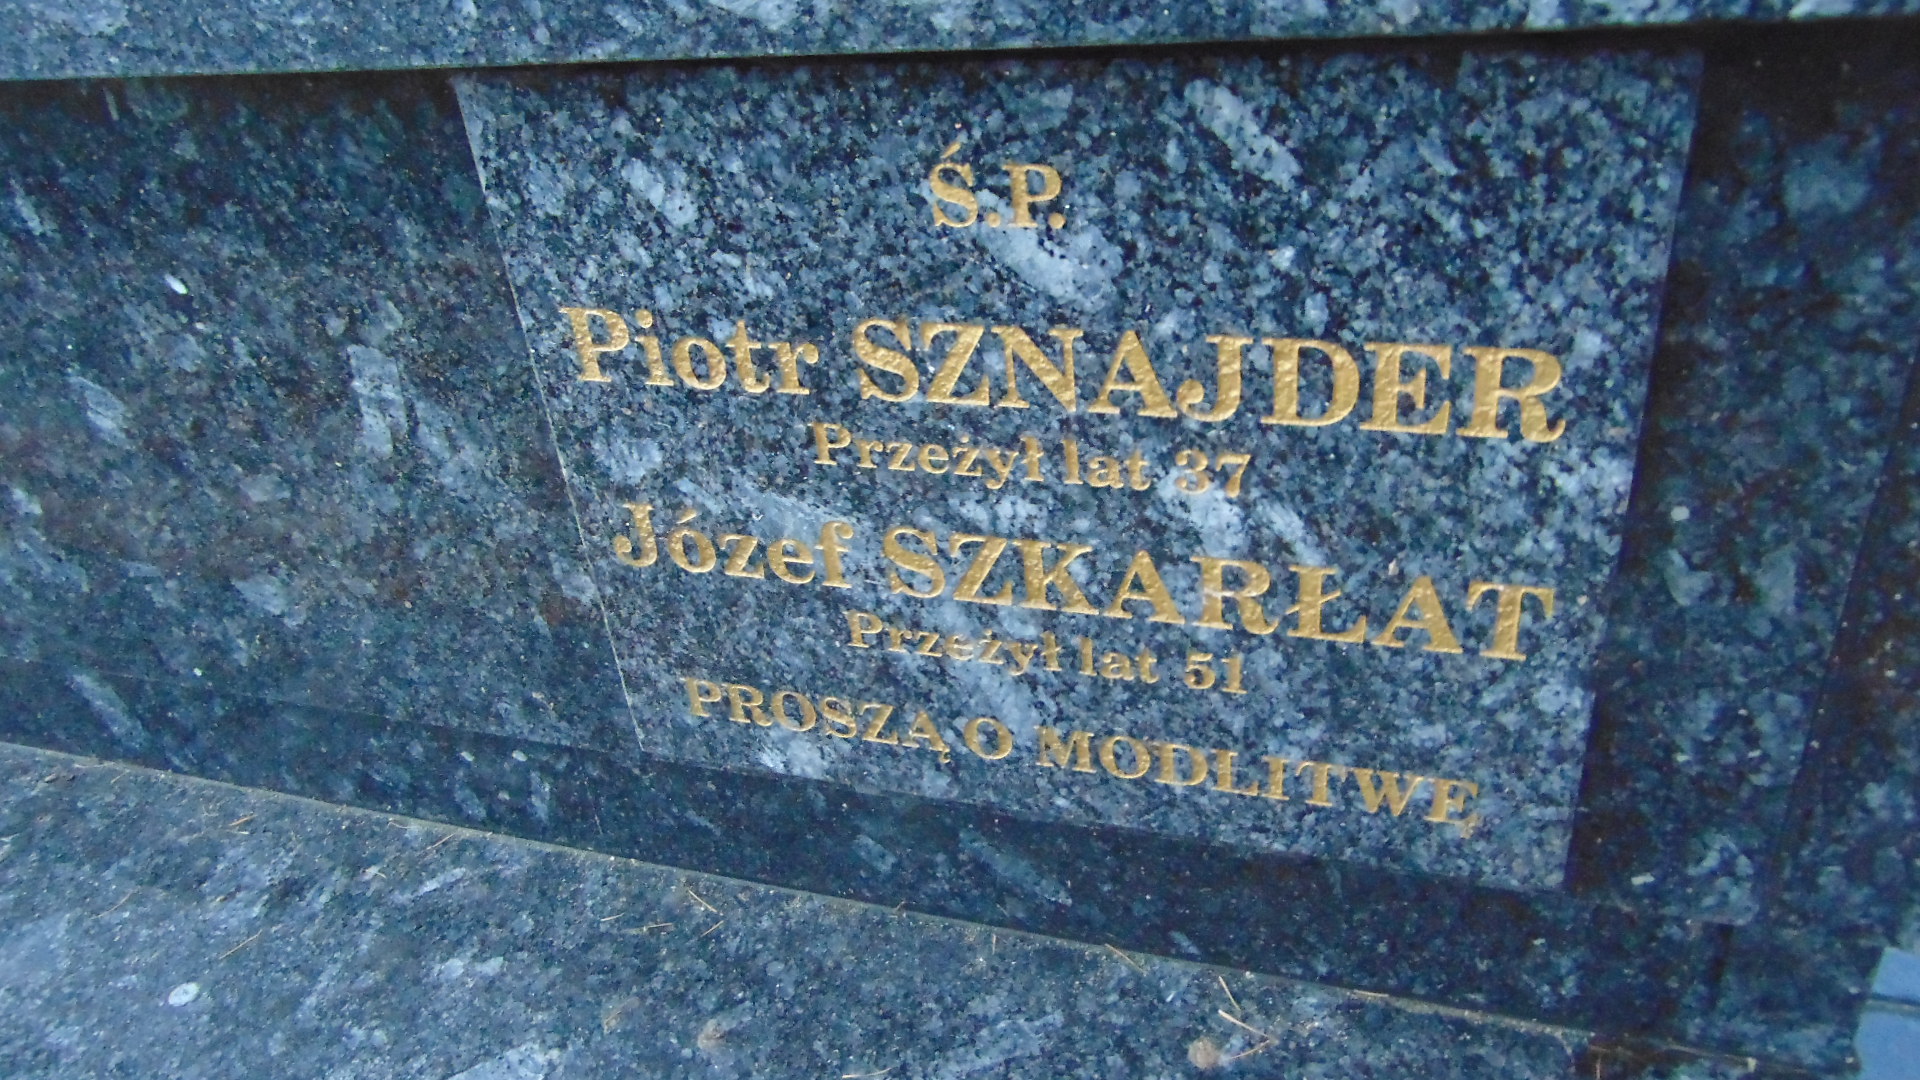 Ś.P.
Piotr SZNAJDER
Przeżył lat 37
Józef SZKARŁAT
Przeżył lat 51
PROSZĄ O MODLITWĘ